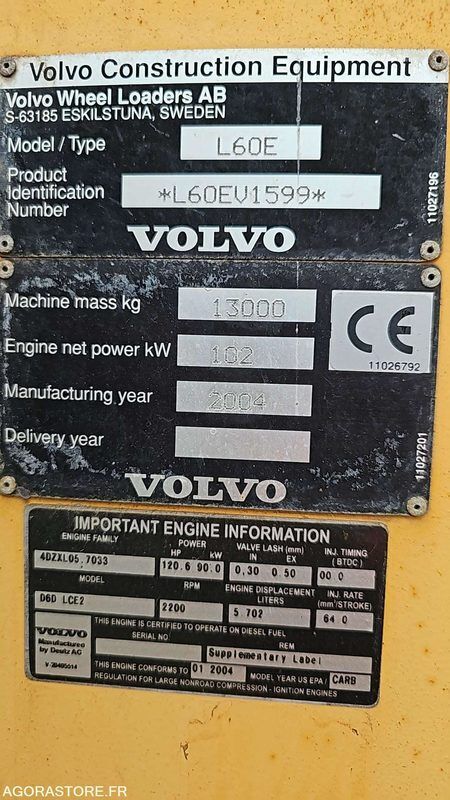 Volvo Construction Equipment
Volvo Wheel Loaders AB
S-63185 ESKILSTUNA, SWEDEN
Model / Type L60E
Product Identification Number *L60EV1599*
11027196
VOLVO
Machine mass kg 13000
Engine net power kW 102
CE
11026792
Manufacturing year 2004
Delivery year
11027201
VOLVO
IMPORTANT ENGINE INFORMATION
ENGINE FAMILY POWER HP kW VALVE LASH (mm) IN EX INJ. TIMING (BTDC)
4DZXL05.7033 120.6 90.0 0,30 0.50 00.0
MODEL RPM ENGINE DISPLACEMENT LITERS INJ. RATE (mm³/STROKE)
D6D LCE2 2200 5.702 64.0
THIS ENGINE IS CERTIFIED TO OPERATE ON DIESEL FUEL
VOLVO
Manufactured by Deutz AG
SERIAL NO. REM
Supplementary Label
THIS ENGINE CONFORMS TO 01 2004 MODEL YEAR US EPA / CARB
REGULATION FOR LARGE NONROAD COMPRESSION - IGNITION ENGINES
AGORASTORE.FR